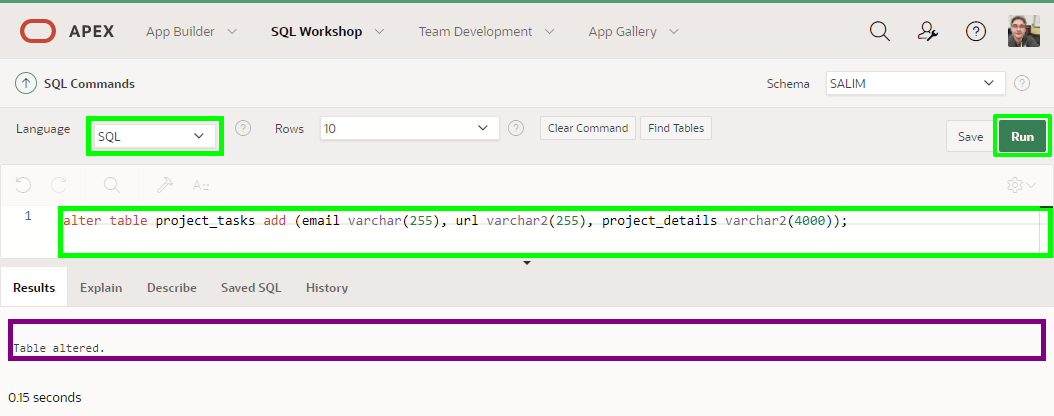 APEX App Builder SQL Workshop Team Development App Gallery ?
SQL Commands Schema SALIM ?
Language SQL ? Rows 10 ? Clear Command Find Tables Save Run
A::
1 alter table project_tasks add (email varchar(255), url varchar2(255), project_details varchar2(4000));
Results Explain Describe Saved SQL History
Table altered.
0.15 seconds